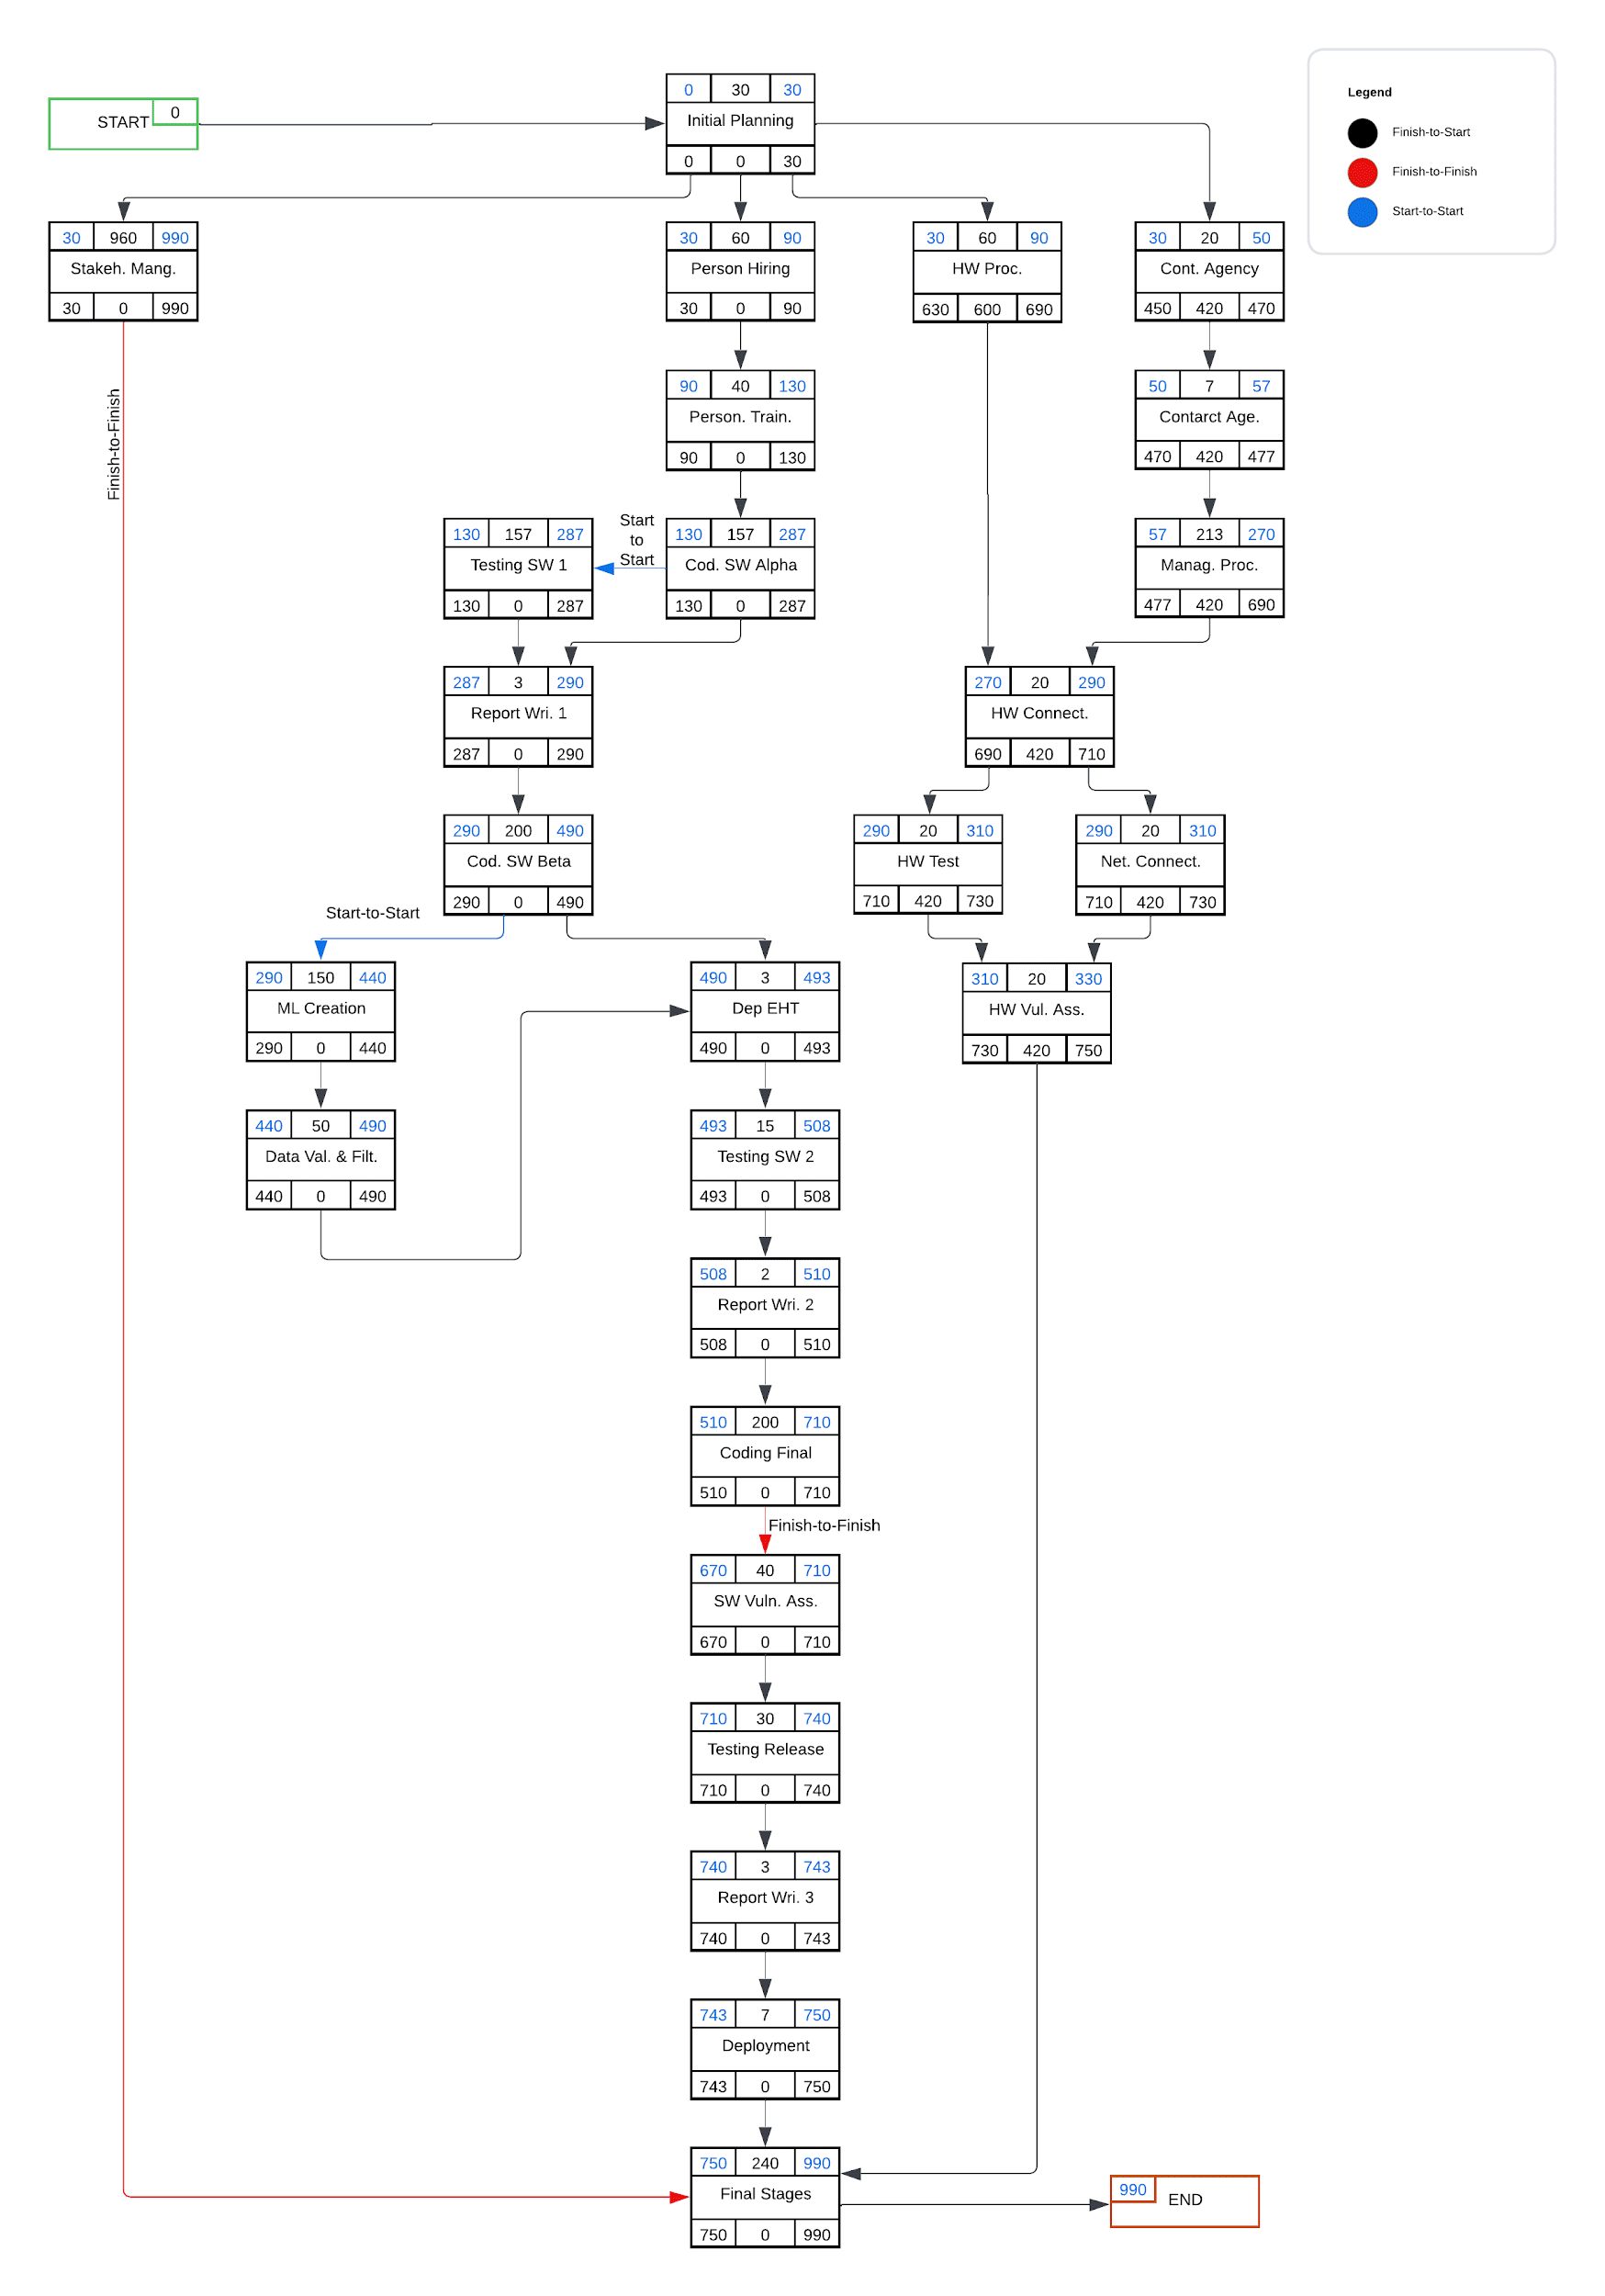 Legend
Finish-to-Start
Finish-to-Finish
Start-to-Start
START 0
0 30 30
Initial Planning
0 0 30
30 960 990
Stakeh. Mang.
30 0 990
30 60 90
Person Hiring
30 0 90
30 60 90
HW Proc.
630 600 690
30 20 50
Cont. Agency
450 420 470
Finish-to-Finish
90 40 130
Person. Train.
90 0 130
50 7 57
Contarct Age.
470 420 477
130 157 287
Testing SW 1
130 0 287
Start
to
Start
130 157 287
Cod. SW Alpha
130 0 287
57 213 270
Manag. Proc.
477 420 690
287 3 290
Report Wri. 1
287 0 290
270 20 290
HW Connect.
690 420 710
290 200 490
Cod. SW Beta
290 0 490
290 20 310
HW Test
710 420 730
290 20 310
Net. Connect.
710 420 730
Start-to-Start
290 150 440
ML Creation
290 0 440
490 3 493
Dep EHT
490 0 493
310 20 330
HW Vul. Ass.
730 420 750
440 50 490
Data Val. & Filt.
440 0 490
493 15 508
Testing SW 2
493 0 508
508 2 510
Report Wri. 2
508 0 510
510 200 710
Coding Final
510 0 710
Finish-to-Finish
670 40 710
SW Vuln. Ass.
670 0 710
710 30 740
Testing Release
710 0 740
740 3 743
Report Wri. 3
740 0 743
743 7 750
Deployment
743 0 750
750 240 990
Final Stages
750 0 990
990 END